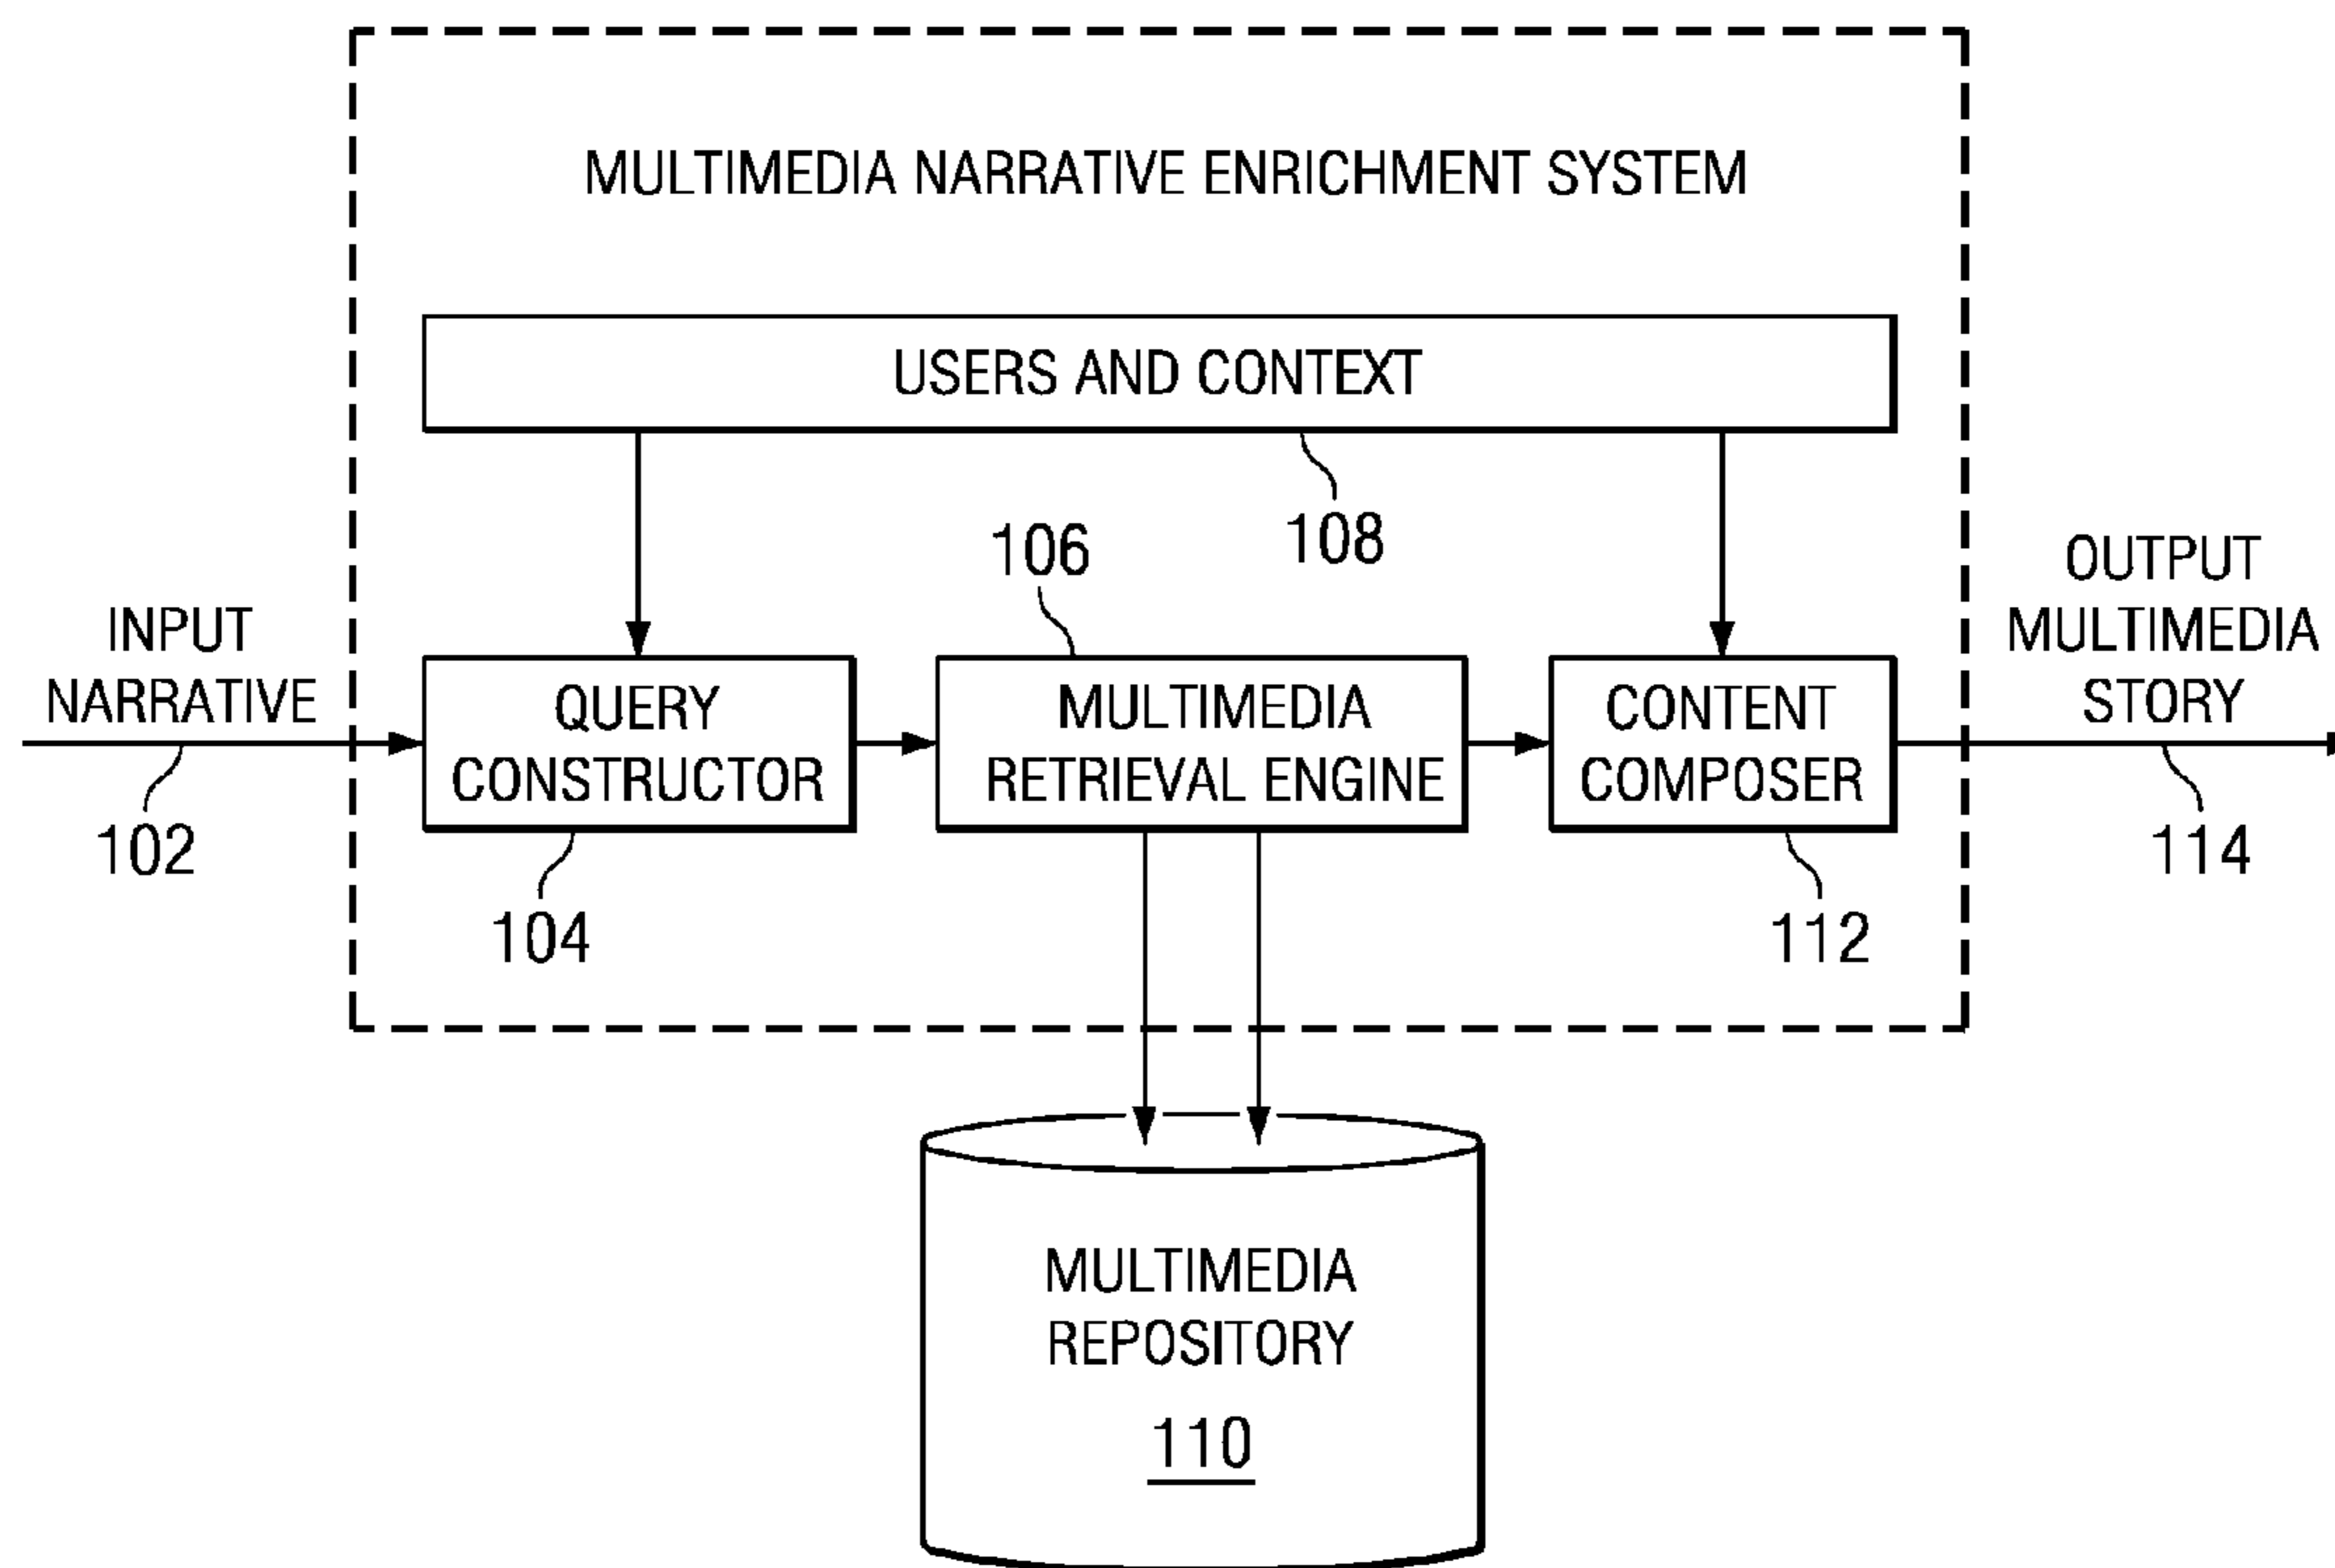 MULTIMEDIA NARRATIVE ENRICHMENT SYSTEM
USERS AND CONTEXT
108
106
INPUT
NARRATIVE
102
QUERY
CONSTRUCTOR
104
MULTIMEDIA
RETRIEVAL ENGINE
CONTENT
COMPOSER
112
OUTPUT
MULTIMEDIA
STORY
114
MULTIMEDIA
REPOSITORY
110